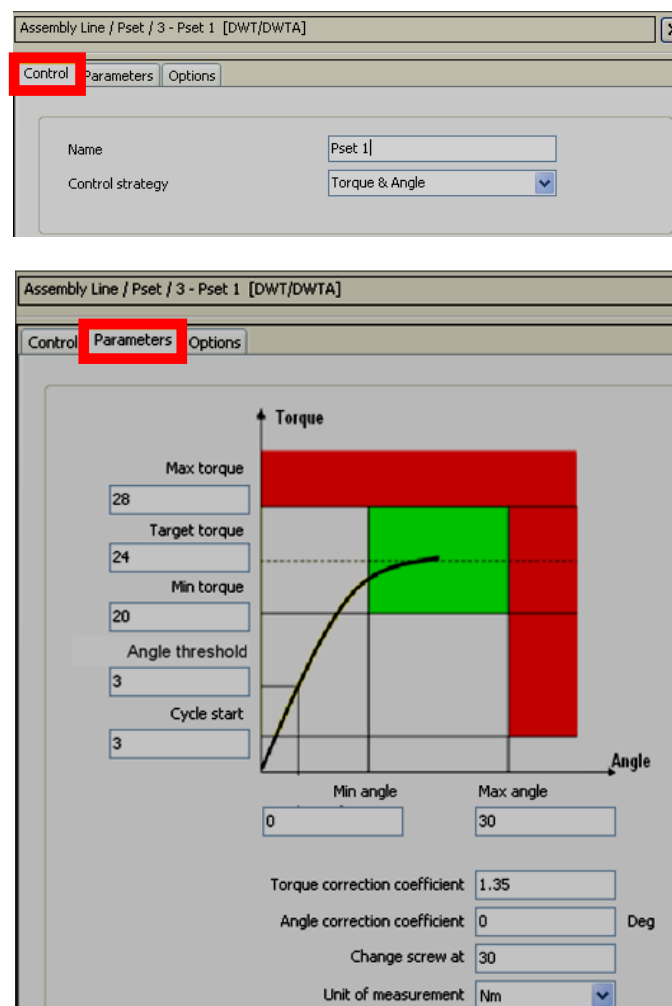 Assembly Line / Pset / 3 - Pset 1 [DWT/DWTA]
Control Parameters Options
Name Pset 1
Control strategy Torque & Angle
Assembly Line / Pset / 3 - Pset 1 [DWT/DWTA]
Control Parameters Options
Torque
Max torque
28
Target torque
24
Min torque
20
Angle threshold
3
Cycle start
3
Angle
Min angle Max angle
0 30
Torque correction coefficient 1.35
Angle correction coefficient 0 Deg
Change screw at 30
Unit of measurement Nm